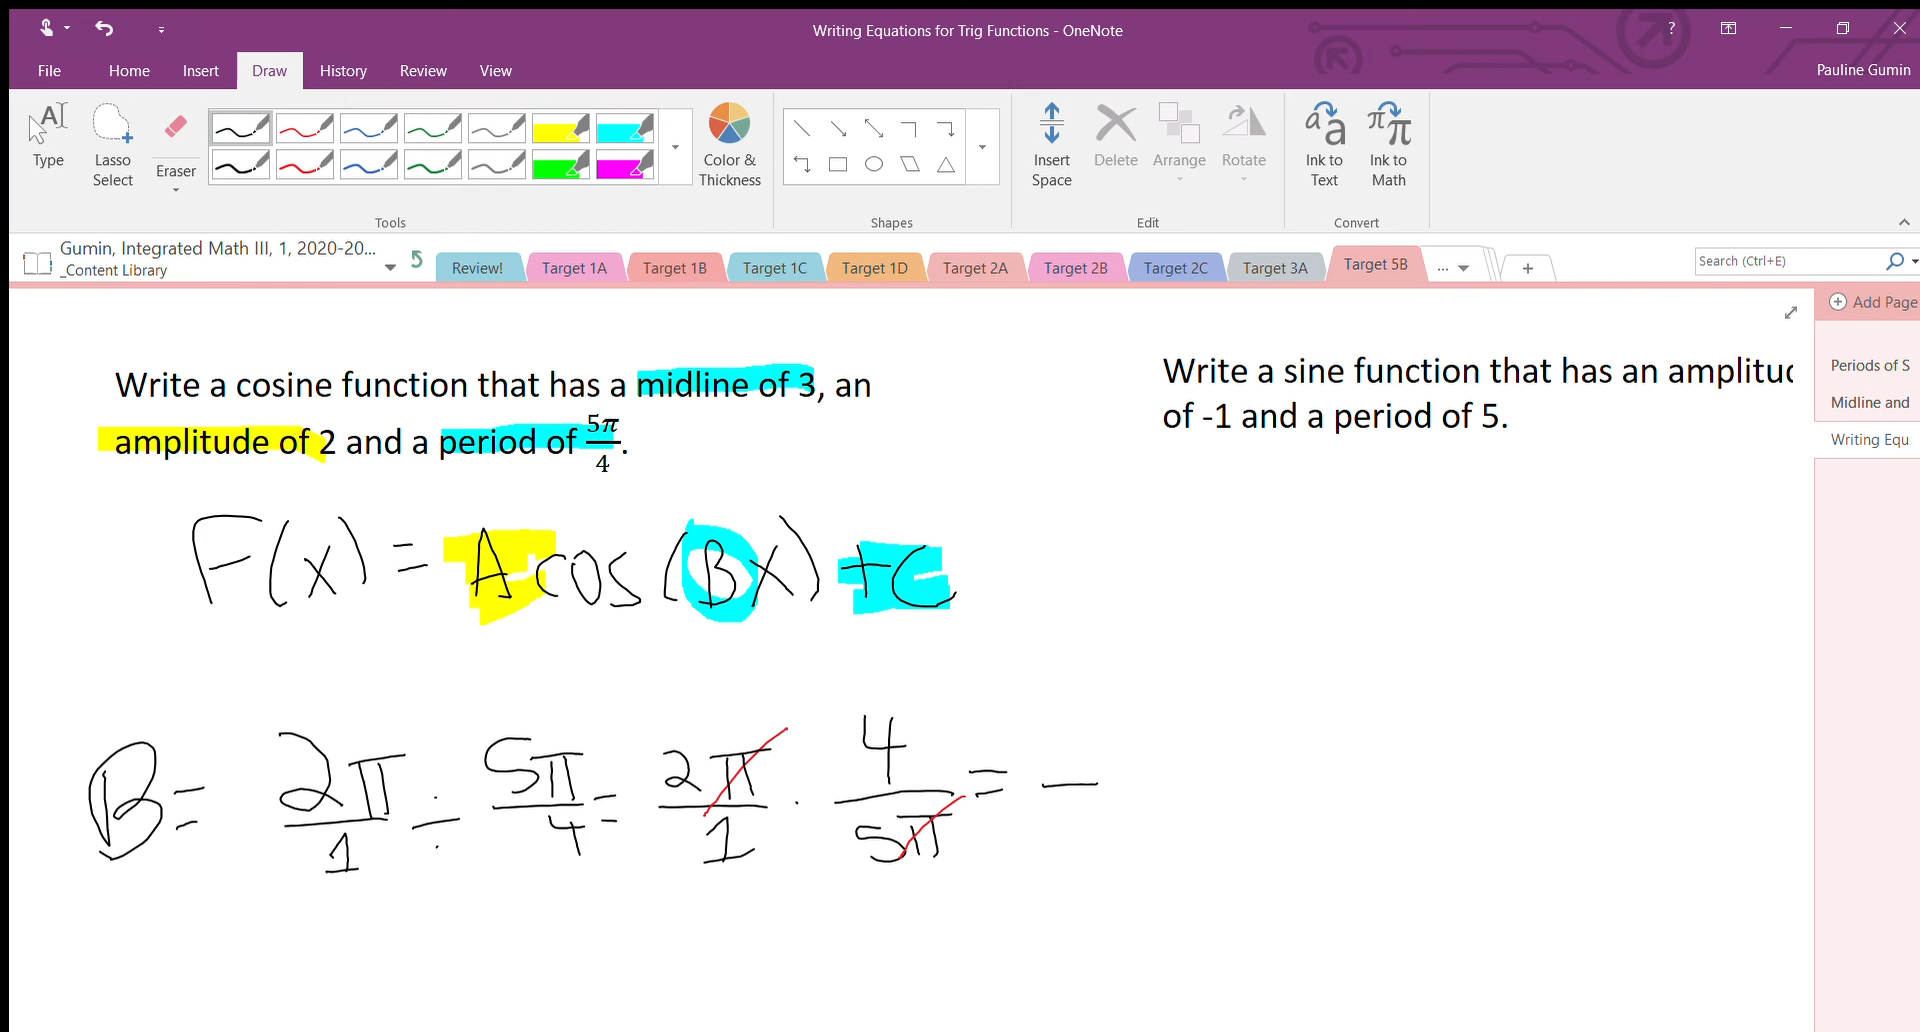 Writing Equations for Trig Functions - OneNote
?
File Home Insert Draw History Review View
Pauline Gumin
Type
Lasso Select
Eraser
Color & Thickness
Insert Space
Delete
Arrange
Rotate
Ink to Text
Ink to Math
Tools
Shapes
Edit
Convert
Gumin, Integrated Math III, 1, 2020-20...
_Content Library
Review! Target 1A Target 1B Target 1C Target 1D Target 2A Target 2B Target 2C Target 3A Target 5B ... +
Search (Ctrl+E)
Add Page
Periods of S
Midline and
Writing Equ
Write a cosine function that has a midline of 3, an
amplitude of 2 and a period of 5π/4.
F(x) = A cos(Bx) + C
B = 2π/1 ÷ 5π/4 = 2π/1 · 4/5π = —
Write a sine function that has an amplitud
of -1 and a period of 5.